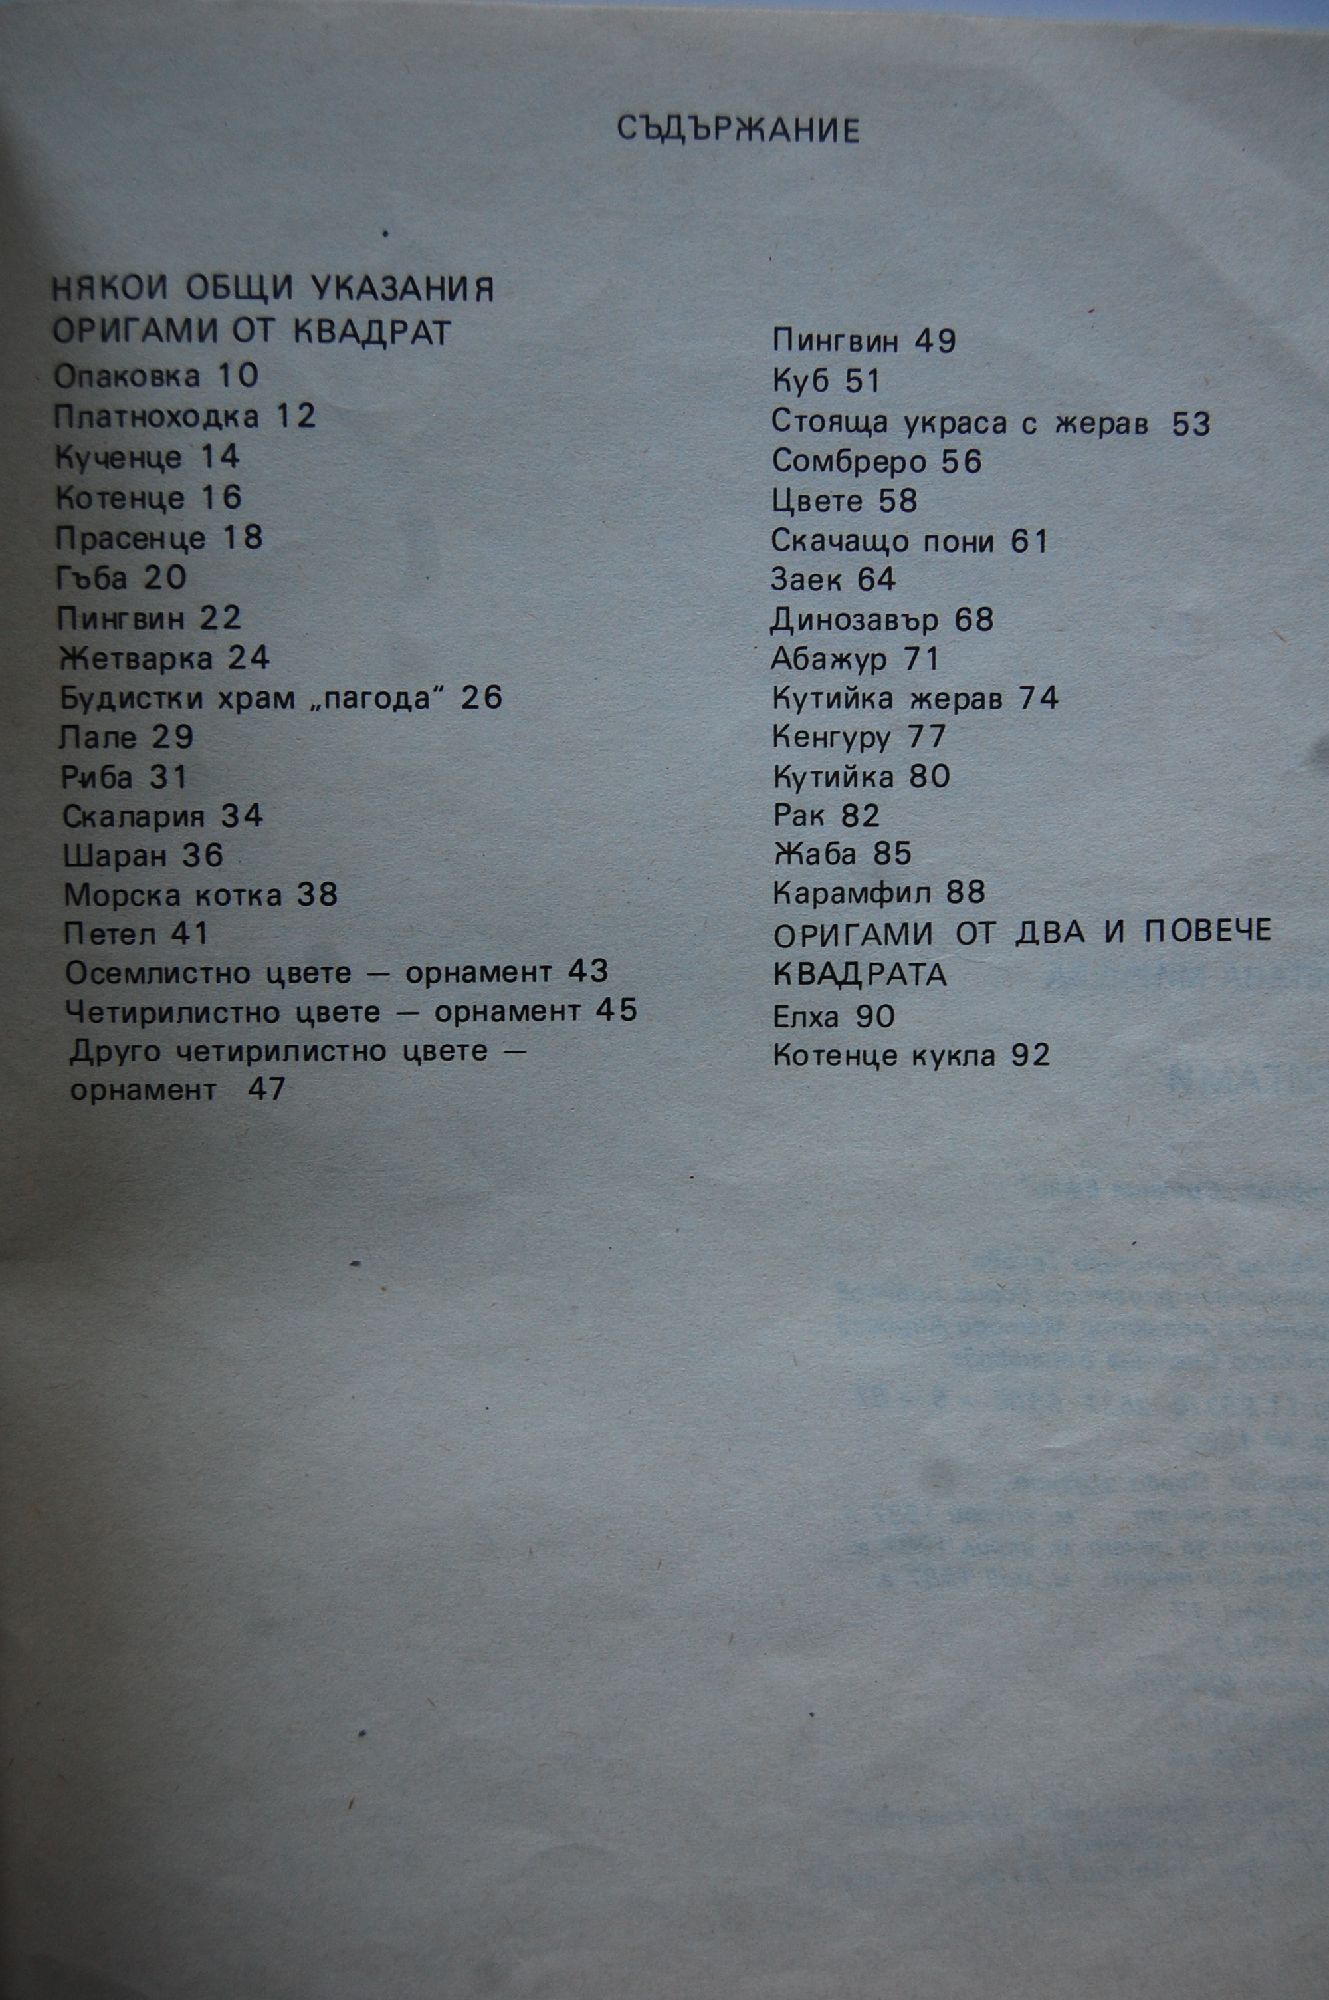 СЪДЪРЖАНИЕ
НЯКОИ ОБЩИ УКАЗАНИЯ
ОРИГАМИ ОТ КВАДРАТ
Опаковка 10
Платноходка 12
Кученце 14
Котенце 16
Прасенце 18
Гъба 20
Пингвин 22
Жетварка 24
Будистки храм „пагода“ 26
Лале 29
Риба 31
Скалария 34
Шаран 36
Морска котка 38
Петел 41
Осемлистно цвете — орнамент 43
Четирилистно цвете — орнамент 45
Друго четирилистно цвете —
орнамент 47
Пингвин 49
Куб 51
Стояща украса с жерав 53
Сомбреро 56
Цвете 58
Скачащо пони 61
Заек 64
Динозавър 68
Абажур 71
Кутийка жерав 74
Кенгуру 77
Кутийка 80
Рак 82
Жаба 85
Карамфил 88
ОРИГАМИ ОТ ДВА И ПОВЕЧЕ
КВАДРАТА
Елха 90
Котенце кукла 92